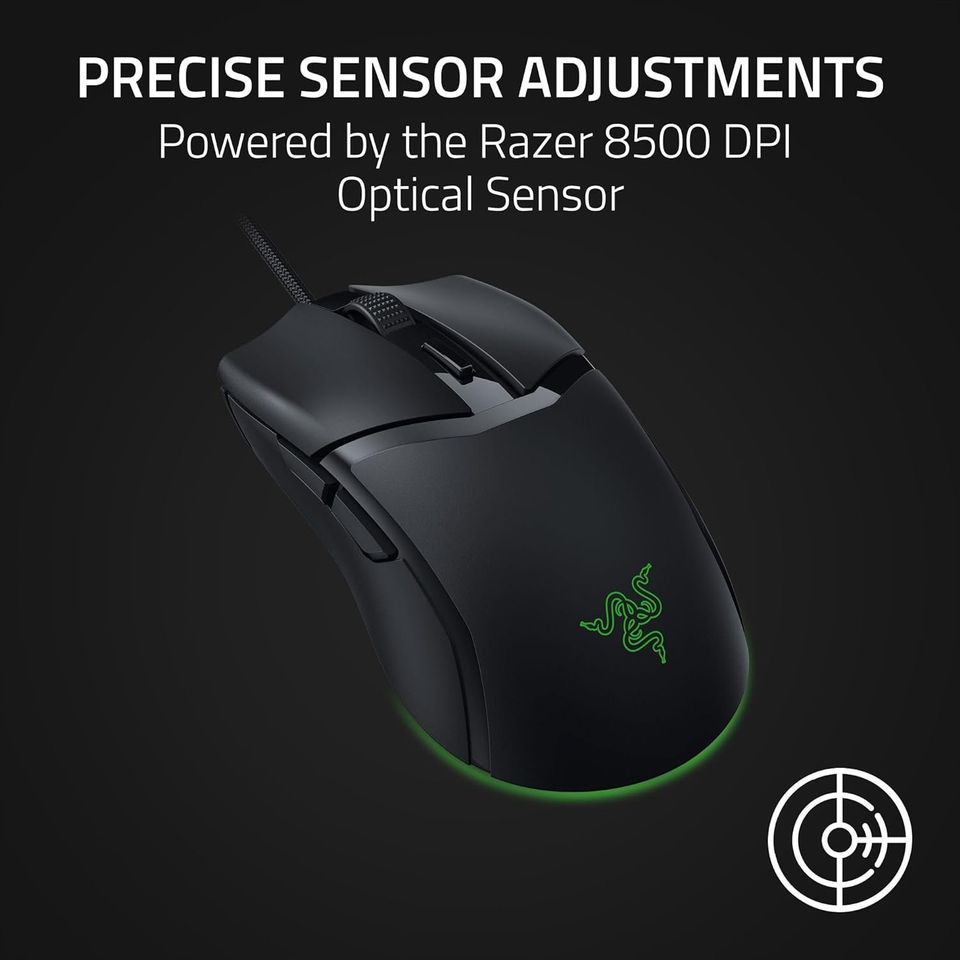 PRECISE SENSOR ADJUSTMENTS
Powered by the Razer 8500 DPI
Optical Sensor